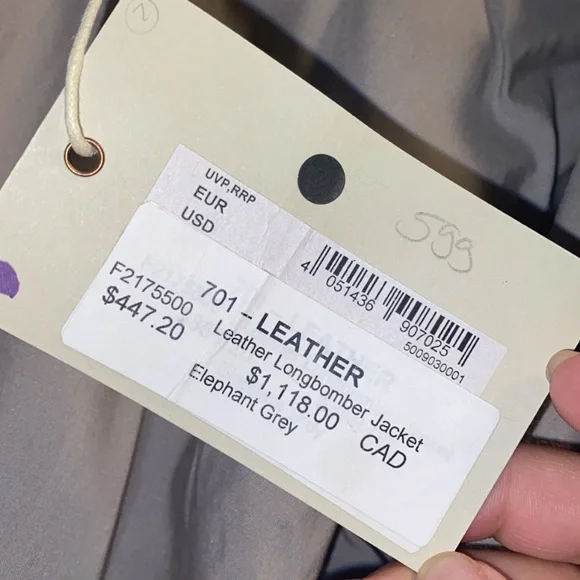 2
599
UVP,RRP
EUR
USD
4 051436 907025
5009030001
701 - LEATHER
F2175500 Leather Longbomber Jacket
$447.20 $1,118.00 CAD
Elephant Grey